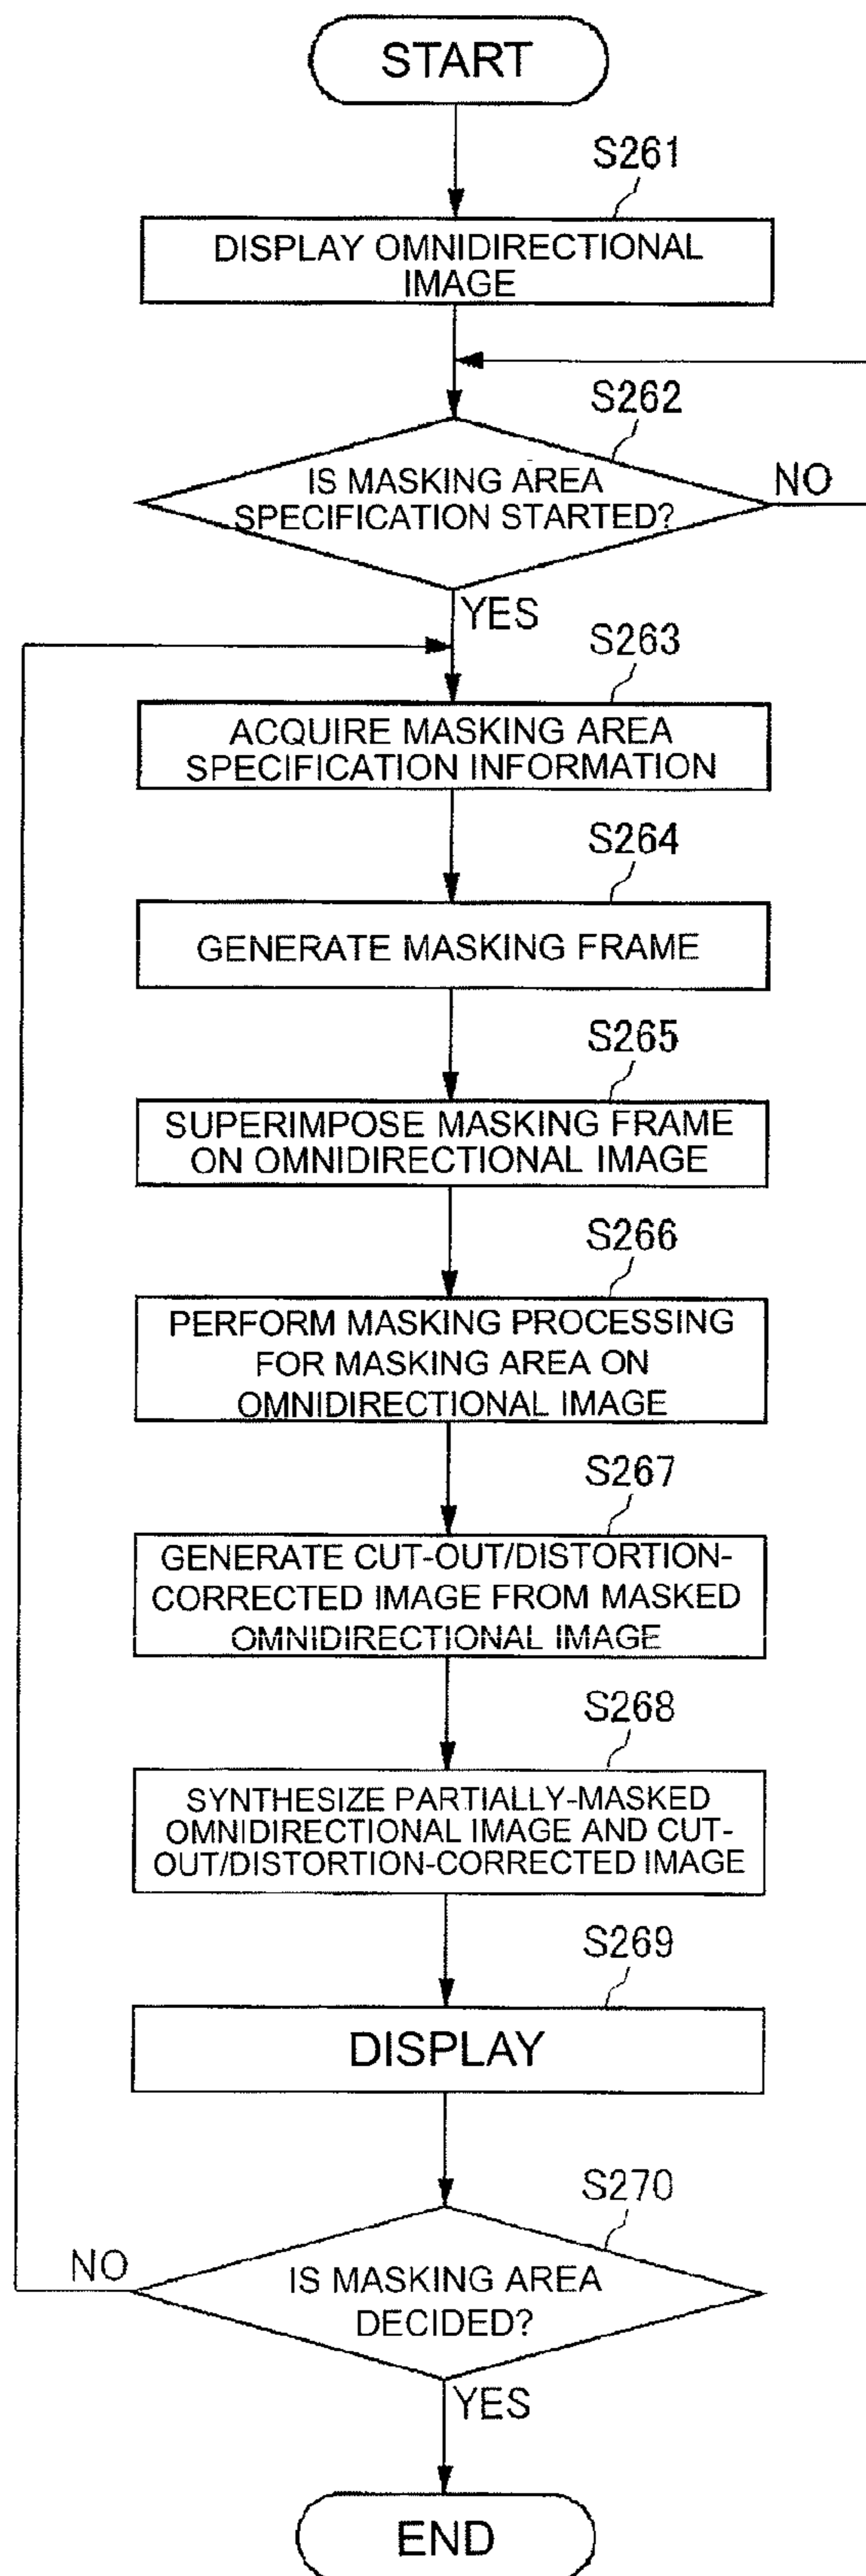 START
S261
DISPLAY OMNIDIRECTIONAL
IMAGE
S262
IS MASKING AREA
SPECIFICATION STARTED?
NO
YES
S263
ACQUIRE MASKING AREA
SPECIFICATION INFORMATION
S264
GENERATE MASKING FRAME
S265
SUPERIMPOSE MASKING FRAME
ON OMNIDIRECTIONAL IMAGE
S266
PERFORM MASKING PROCESSING
FOR MASKING AREA ON
OMNIDIRECTIONAL IMAGE
S267
GENERATE CUT-OUT/DISTORTION-
CORRECTED IMAGE FROM MASKED
OMNIDIRECTIONAL IMAGE
S268
SYNTHESIZE PARTIALLY-MASKED
OMNIDIRECTIONAL IMAGE AND CUT-
OUT/DISTORTION-CORRECTED IMAGE
S269
DISPLAY
S270
NO
IS MASKING AREA
DECIDED?
YES
END